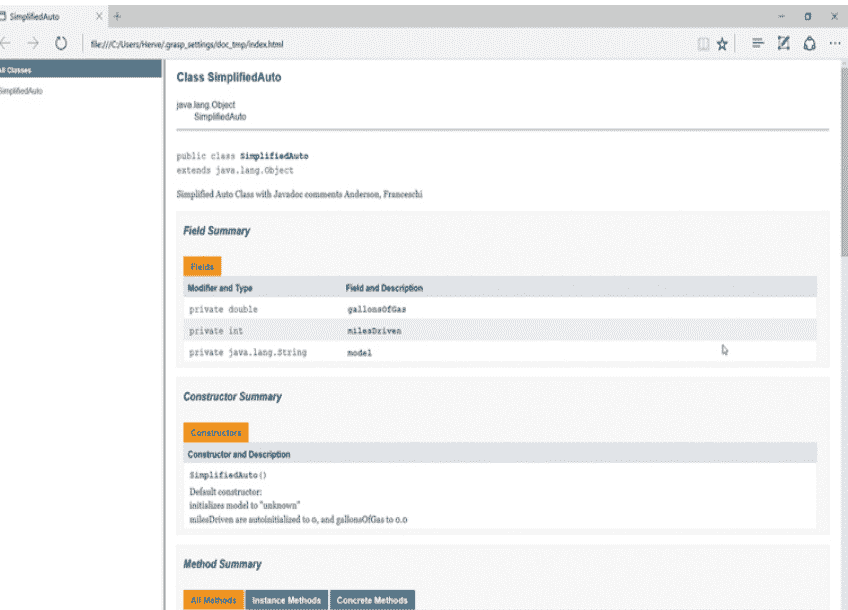 SimplifiedAuto
file:///C:/Users/Herve/.grasp_settings/doc_tmp/index.html
All Classes
SimplifiedAuto
Class SimplifiedAuto
java.lang.Object
SimplifiedAuto
public class SimplifiedAuto
extends java.lang.Object
Simplified Auto Class with Javadoc comments Anderson, Franceschi
Field Summary
Fields
Modifier and Type Field and Description
private double gallonsOfGas
private int milesDriven
private java.lang.String model
Constructor Summary
Constructors
Constructor and Description
SimplifiedAuto()
Default constructor:
initializes model to "unknown"
milesDriven are autoinitialized to 0, and gallonsOfGas to 0.0
Method Summary
All Methods Instance Methods Concrete Methods